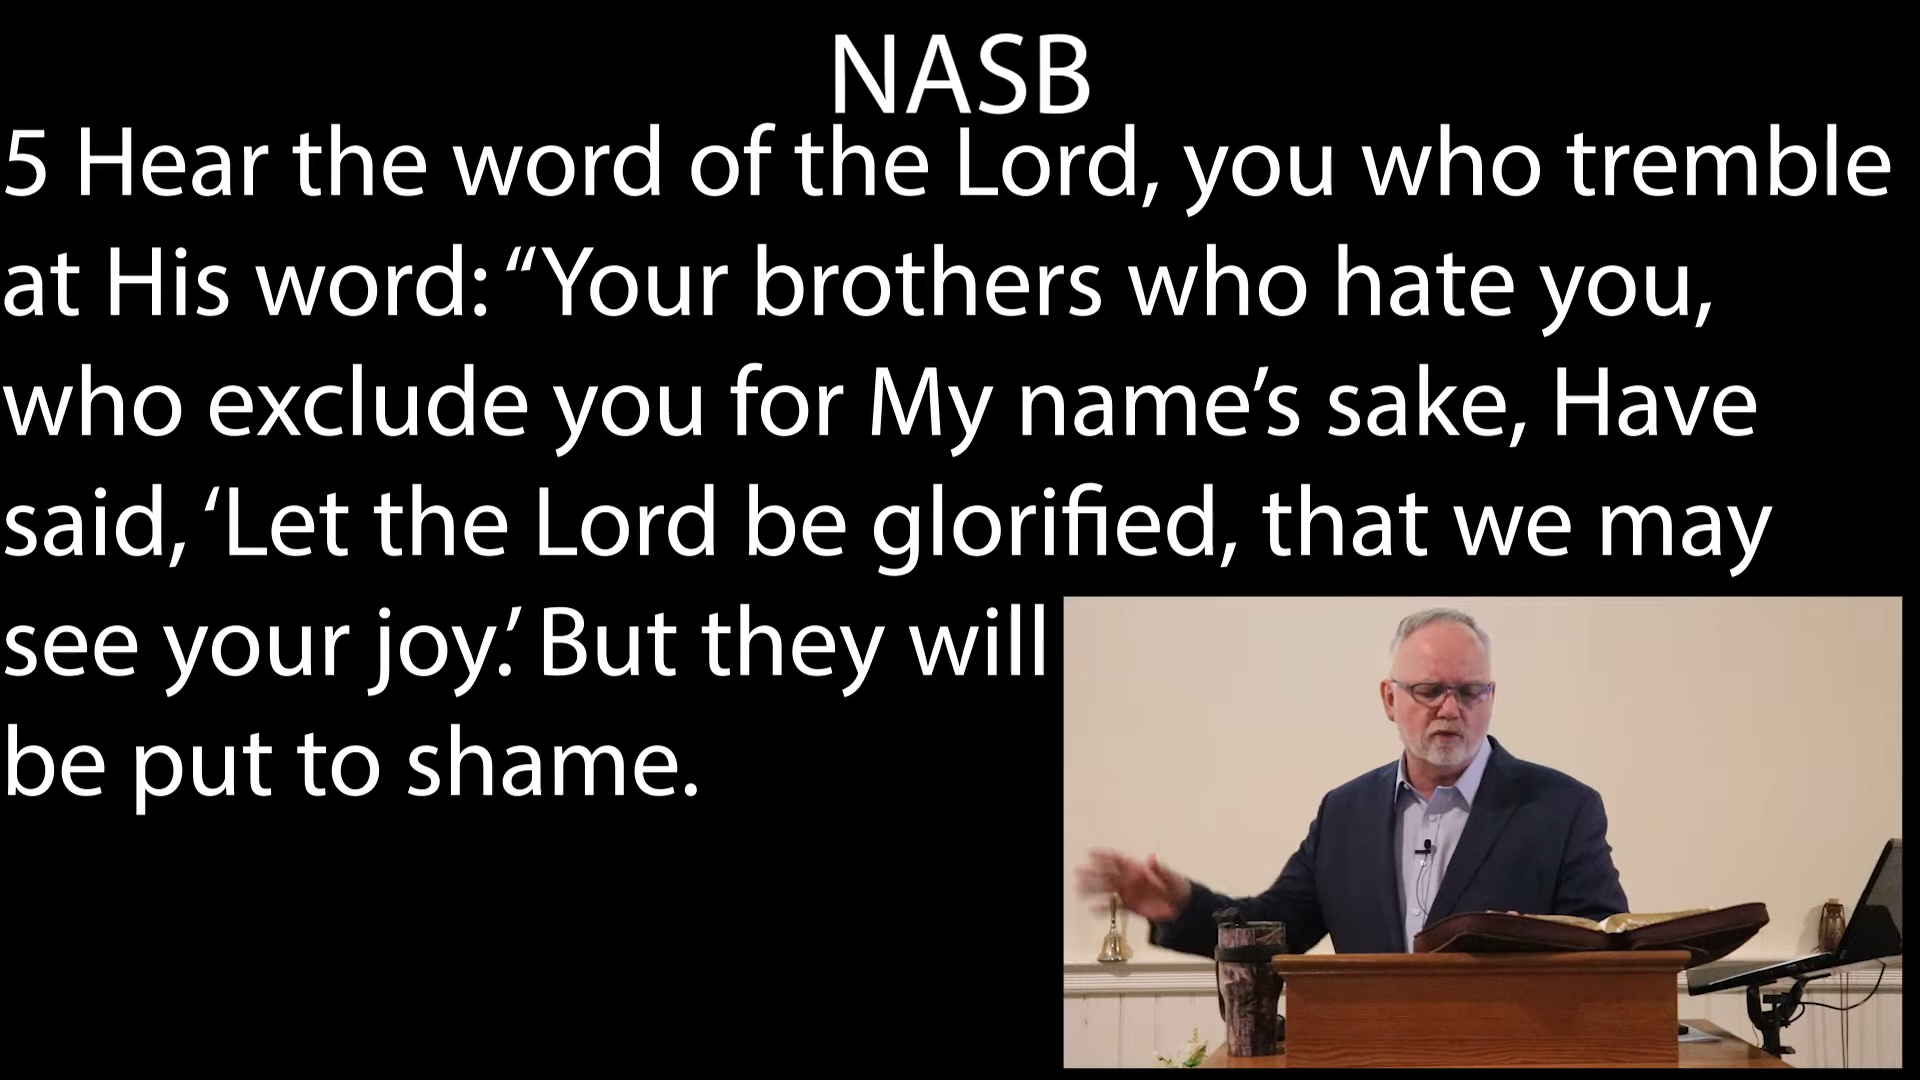 NASB
5 Hear the word of the Lord, you who tremble
at His word: “Your brothers who hate you,
who exclude you for My name’s sake, Have
said, ‘Let the Lord be glorified, that we may
see your joy.’ But they will
be put to shame.